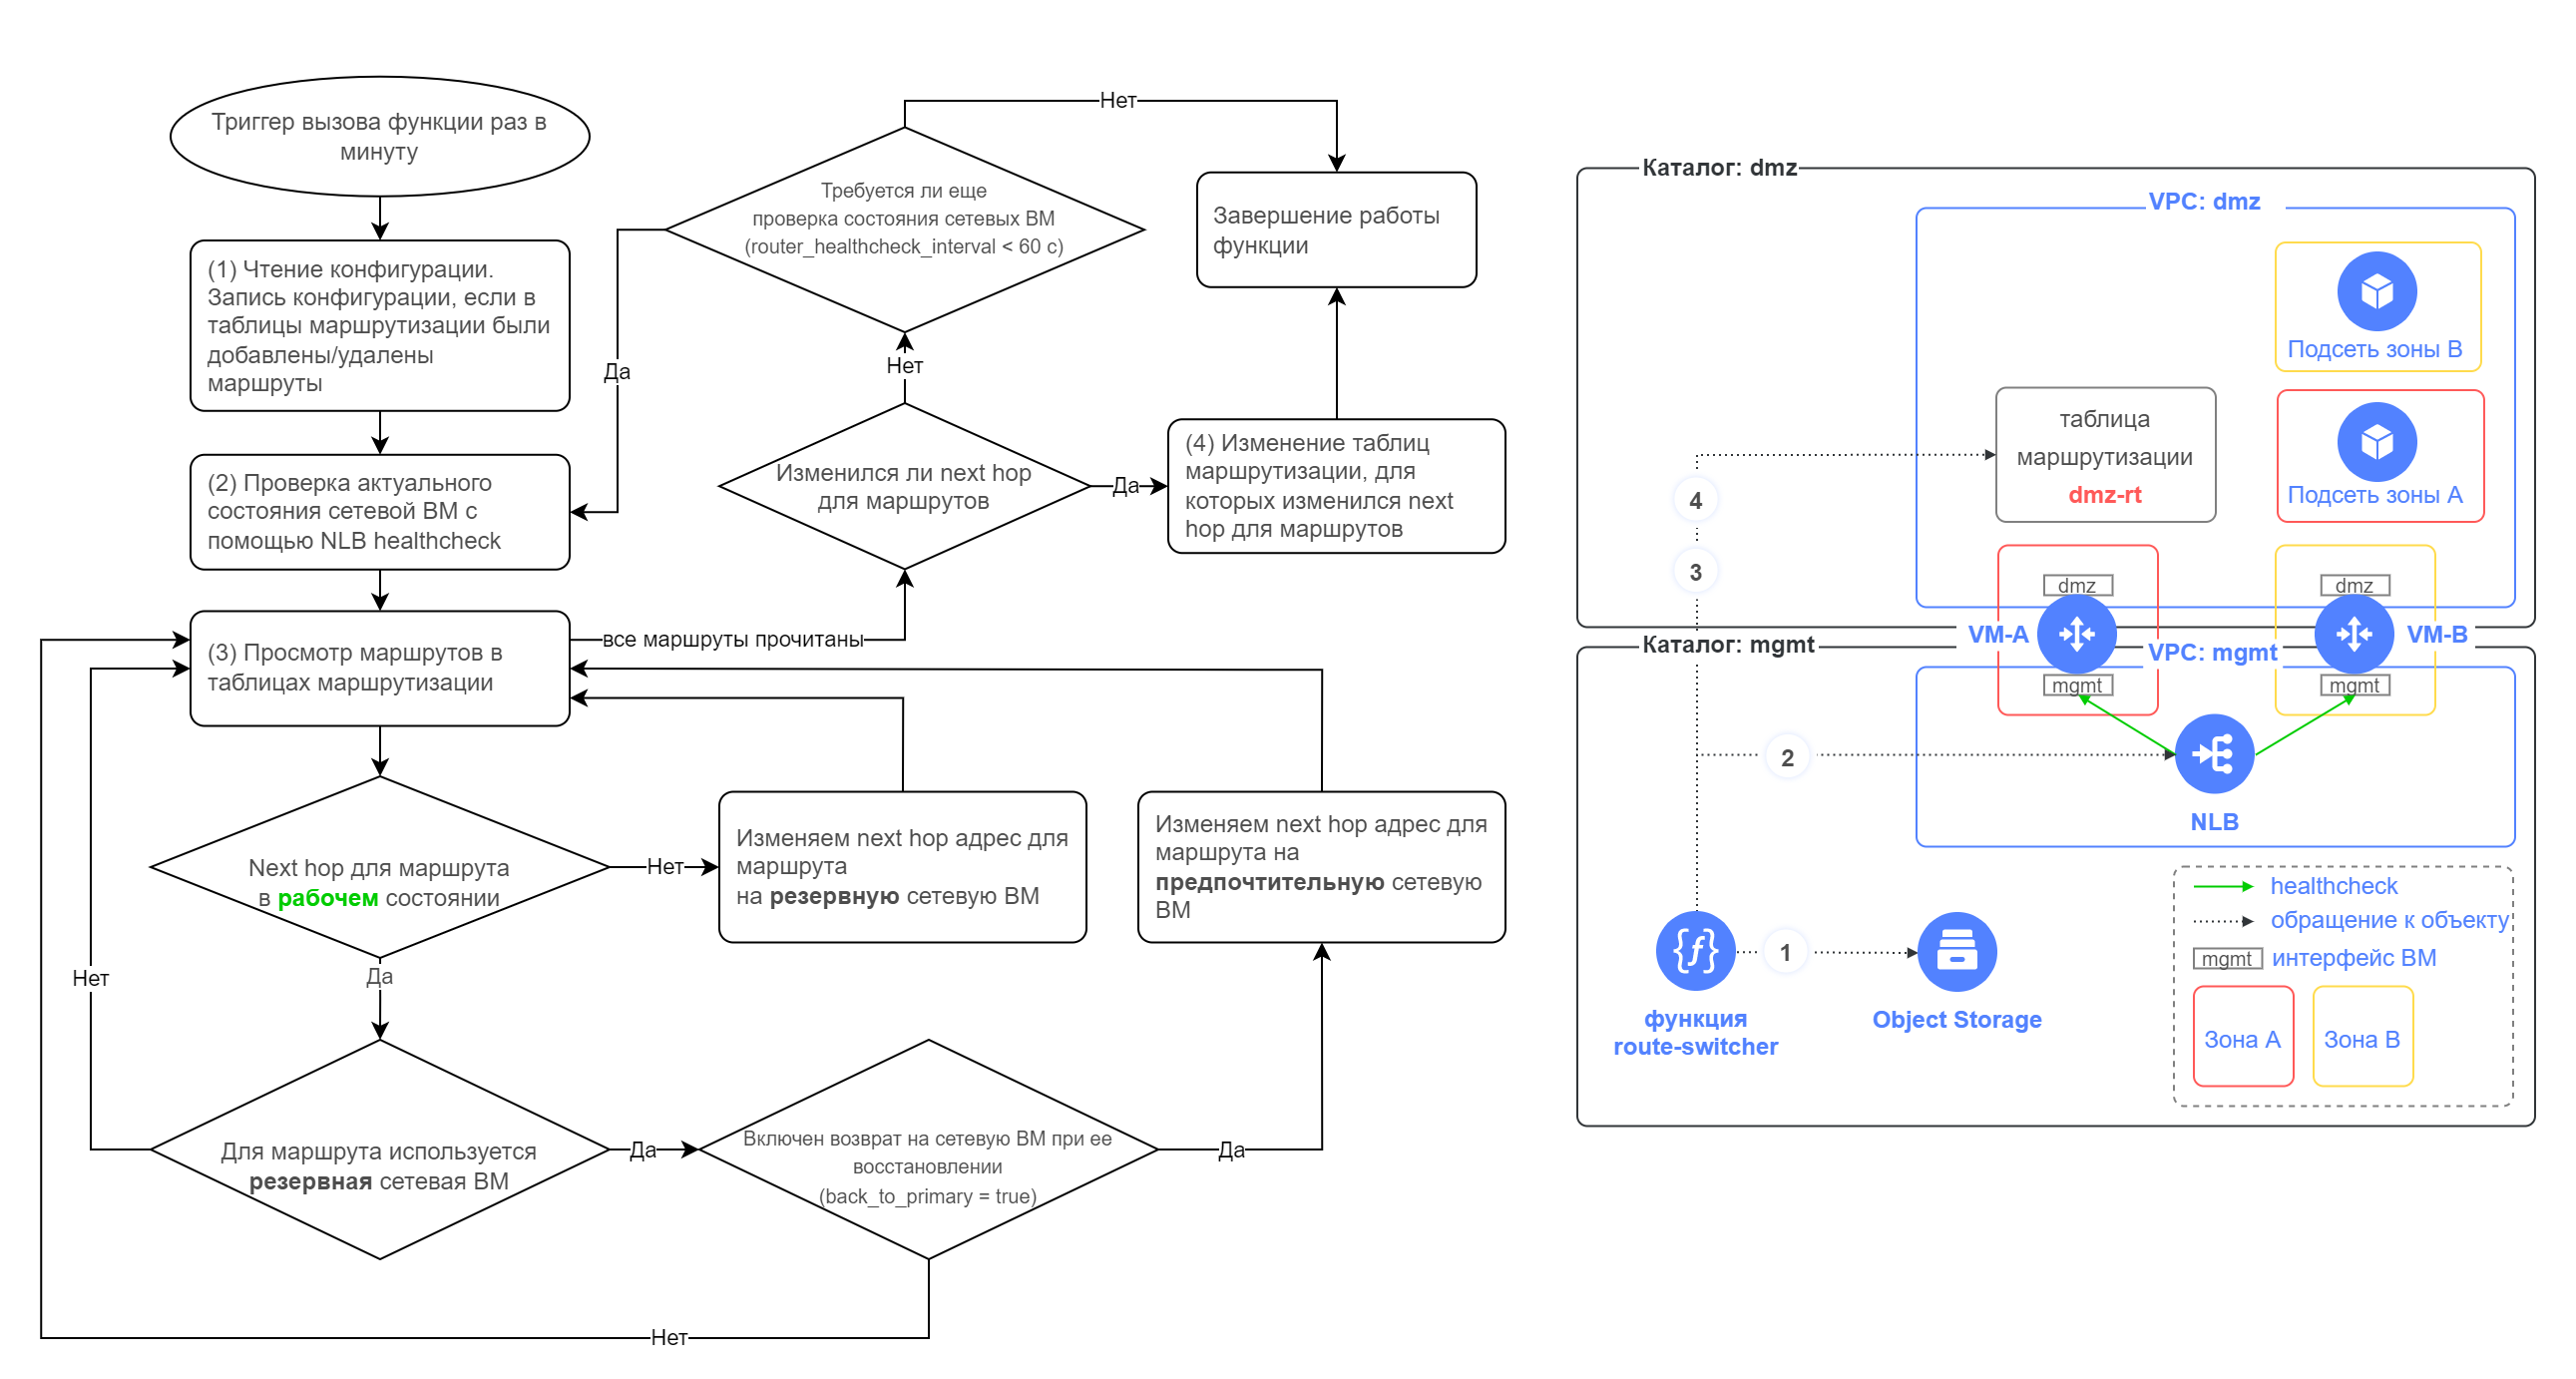 Триггер вызова функции раз в
минуту
(1) Чтение конфигурации.
Запись конфигурации, если в
таблицы маршрутизации были
добавлены/удалены
маршруты
(2) Проверка актуального
состояния сетевой ВМ с
помощью NLB healthcheck
(3) Просмотр маршрутов в
таблицах маршрутизации
все маршруты прочитаны
Next hop для маршрута
в рабочем состоянии
Нет
Да
Изменяем next hop адрес для
маршрута
на резервную сетевую ВМ
Для маршрута используется
резервная сетевая ВМ
Нет
Да
Включен возврат на сетевую ВМ при ее
восстановлении
(back_to_primary = true)
Нет
Да
Изменяем next hop адрес для
маршрута на
предпочтительную сетевую
ВМ
Изменился ли next hop
для маршрутов
Нет
Да
(4) Изменение таблиц
маршрутизации, для
которых изменился next
hop для маршрутов
Требуется ли еще
проверка состояния сетевых ВМ
(router_healthcheck_interval < 60 с)
Да
Нет
Завершение работы
функции
Каталог: dmz
VPC: dmz
Подсеть зоны B
Подсеть зоны A
таблица
маршрутизации
dmz-rt
4
3
dmz
dmz
VM-A
VM-B
Каталог: mgmt
VPC: mgmt
mgmt
mgmt
2
NLB
1
функция
route-switcher
Object Storage
healthcheck
обращение к объекту
mgmt
интерфейс ВМ
Зона A
Зона B